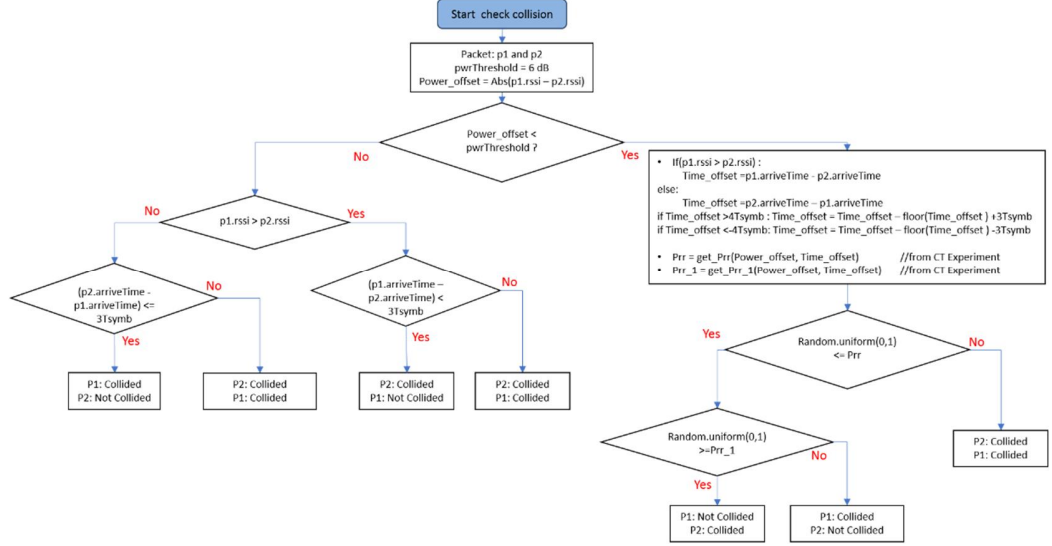 Start check collision
Packet: p1 and p2
pwrThreshold = 6 dB
Power_offset = Abs(p1.rssi – p2.rssi)
Power_offset <
pwrThreshold ?
No
Yes
• If(p1.rssi > p2.rssi) :
Time_offset =p1.arriveTime - p2.arriveTime
else:
Time_offset =p2.arriveTime – p1.arriveTime
if Time_offset >4Tsymb : Time_offset = Time_offset – floor(Time_offset ) +3Tsymb
if Time_offset <-4Tsymb: Time_offset = Time_offset – floor(Time_offset ) -3Tsymb
• Prr = get_Prr(Power_offset, Time_offset) //from CT Experiment
• Prr_1 = get_Prr_1(Power_offset, Time_offset) //from CT Experiment
No
p1.rssi > p2.rssi
Yes
(p2.arriveTime -
p1.arriveTime) <=
3Tsymb
No
Yes
(p1.arriveTime –
p2.arriveTime) <
3Tsymb
No
Yes
Yes
Random.uniform(0,1)
<= Prr
No
P1: Collided
P2: Not Collided
P2: Collided
P1: Collided
P2: Collided
P1: Not Collided
P2: Collided
P1: Collided
Random.uniform(0,1)
>=Prr_1
No
Yes
P2: Collided
P1: Collided
P1: Not Collided
P2: Collided
P1: Collided
P2: Not Collided